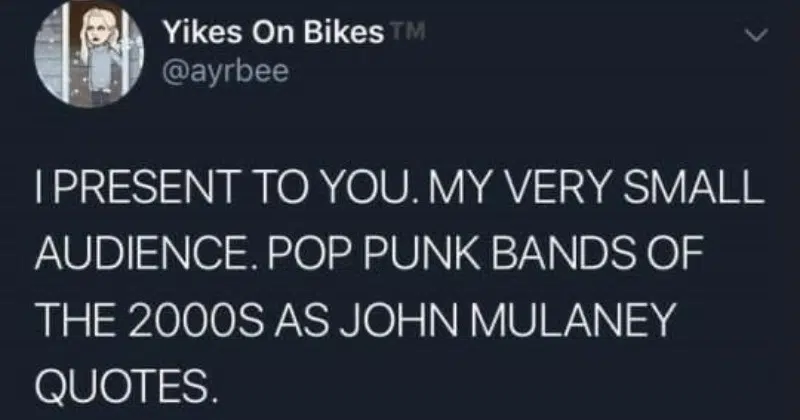 Yikes On Bikes TM
@ayrbee
I PRESENT TO YOU. MY VERY SMALL
AUDIENCE. POP PUNK BANDS OF
THE 2000S AS JOHN MULANEY
QUOTES.